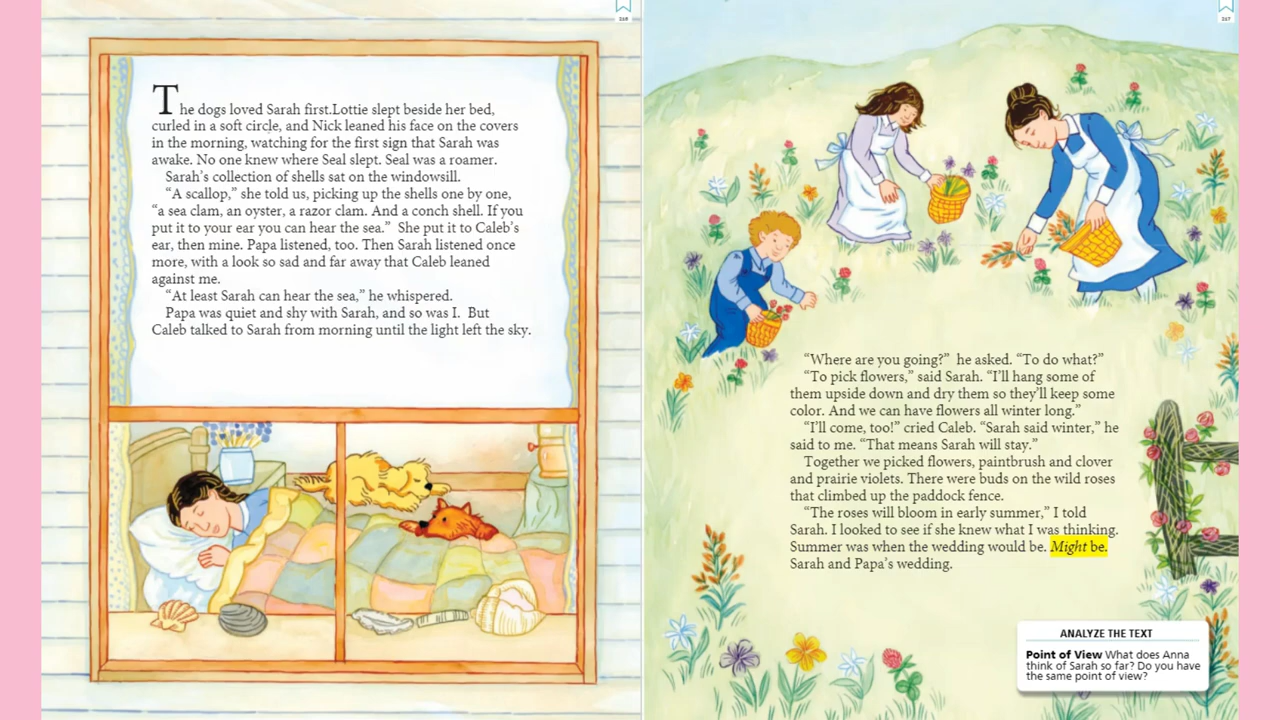 216
The dogs loved Sarah first.Lottie slept beside her bed,
curled in a soft circle, and Nick leaned his face on the covers
in the morning, watching for the first sign that Sarah was
awake. No one knew where Seal slept. Seal was a roamer.
Sarah’s collection of shells sat on the windowsill.
“A scallop,” she told us, picking up the shells one by one,
“a sea clam, an oyster, a razor clam. And a conch shell. If you
put it to your ear you can hear the sea.” She put it to Caleb’s
ear, then mine. Papa listened, too. Then Sarah listened once
more, with a look so sad and far away that Caleb leaned
against me.
“At least Sarah can hear the sea,” he whispered.
Papa was quiet and shy with Sarah, and so was I. But
Caleb talked to Sarah from morning until the light left the sky.
217
“Where are you going?” he asked. “To do what?”
“To pick flowers,” said Sarah. “I’ll hang some of
them upside down and dry them so they’ll keep some
color. And we can have flowers all winter long.”
“I’ll come, too!” cried Caleb. “Sarah said winter,” he
said to me. “That means Sarah will stay.”
Together we picked flowers, paintbrush and clover
and prairie violets. There were buds on the wild roses
that climbed up the paddock fence.
“The roses will bloom in early summer,” I told
Sarah. I looked to see if she knew what I was thinking.
Summer was when the wedding would be. Might be.
Sarah and Papa’s wedding.
ANALYZE THE TEXT
Point of View What does Anna
think of Sarah so far? Do you have
the same point of view?